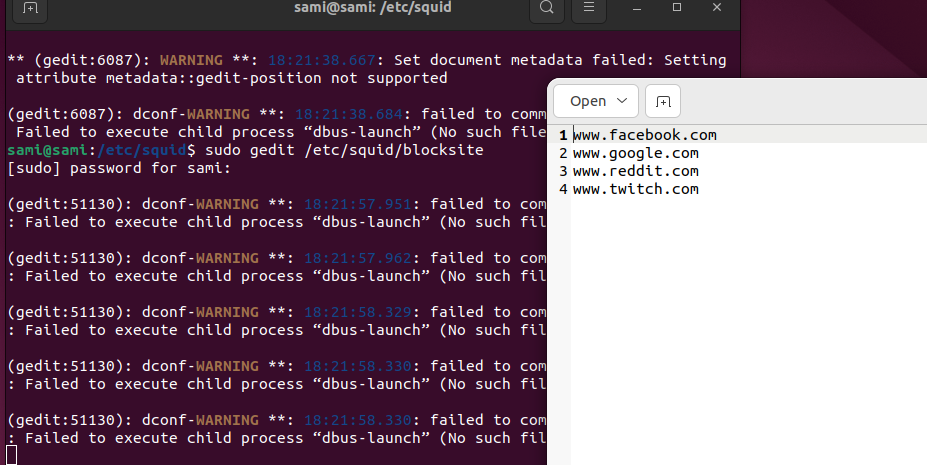 sami@sami: /etc/squid
** (gedit:6087): WARNING **: 18:21:38.667: Set document metadata failed: Setting
attribute metadata::gedit-position not supported
(gedit:6087): dconf-WARNING **: 18:21:38.684: failed to comm
Failed to execute child process “dbus-launch” (No such file
sami@sami:/etc/squid$ sudo gedit /etc/squid/blocksite
[sudo] password for sami:
(gedit:51130): dconf-WARNING **: 18:21:57.951: failed to com
: Failed to execute child process “dbus-launch” (No such fil
(gedit:51130): dconf-WARNING **: 18:21:57.962: failed to com
: Failed to execute child process “dbus-launch” (No such fil
(gedit:51130): dconf-WARNING **: 18:21:58.329: failed to com
: Failed to execute child process “dbus-launch” (No such fil
(gedit:51130): dconf-WARNING **: 18:21:58.330: failed to com
: Failed to execute child process “dbus-launch” (No such fil
(gedit:51130): dconf-WARNING **: 18:21:58.330: failed to com
: Failed to execute child process “dbus-launch” (No such fil
Open
1 www.facebook.com
2 www.google.com
3 www.reddit.com
4 www.twitch.com